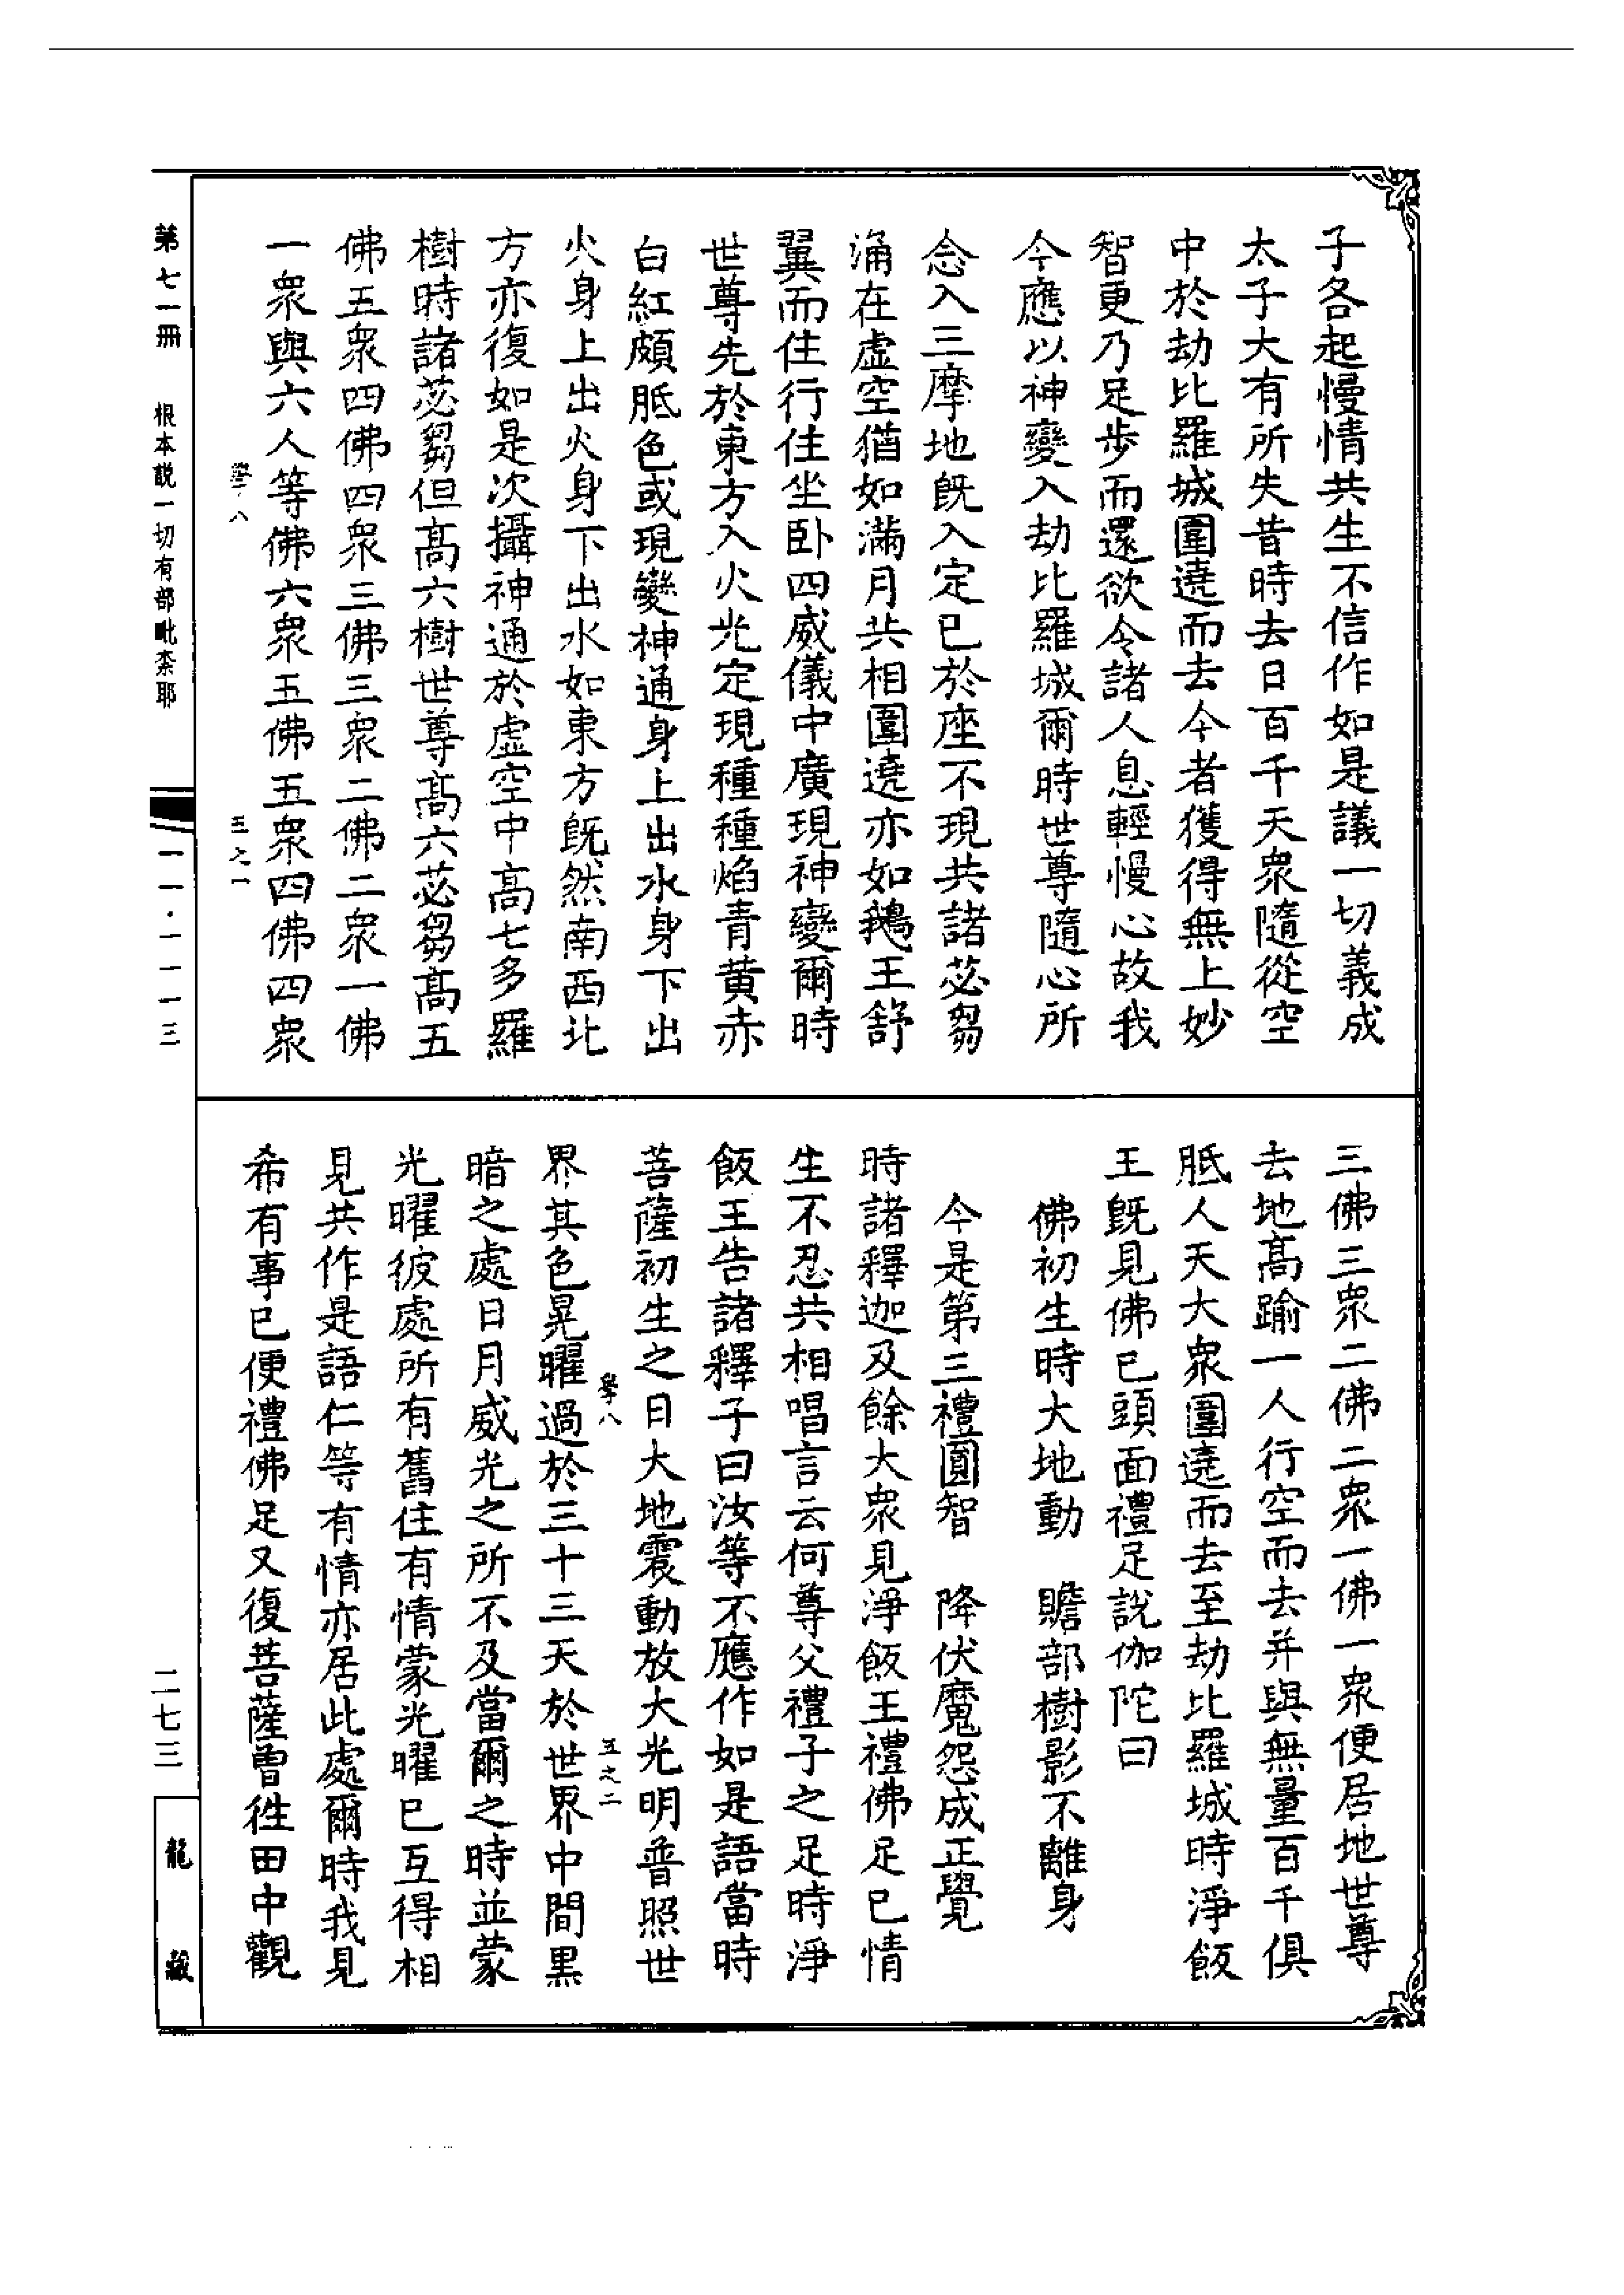 子各起慢情共生不信作如是議一切義成
太子大有所失昔時去日百千天衆隨從空
中於劫比羅城圍遶而去今者獲得無上妙
智更乃足步而還欲令諸人息輕慢心故我
今應以神變入劫比羅城爾時世尊隨心所
念入三摩地旣入定已於座不現共諸苾芻
涌在虛空猶如滿月共相圍遶亦如鵝王舒
翼而住行住坐卧四威儀中廣現神變爾時
世尊先於東方入火光定現種種焰青黃赤
白紅頗胝色或現變神通身上出水身下出
火身上出火身下出水如東方旣然南西北
方亦復如是次攝神通於虛空中高七多羅
樹時諸苾芻但高六樹世尊高六苾芻高五
佛五衆四佛四衆三佛三衆二佛二衆一佛
一衆與六人等佛六衆五佛五衆四佛四衆
學八 五之一
三佛三衆二佛二衆一佛一衆便居地世尊
去地高踰一人行空而去并與無量百千俱
胝人天大衆圍遶而去至劫比羅城時淨飯
王旣見佛已頭面禮足說伽陀曰
佛初生時大地動 贍部樹影不離身
今是第三禮圓智 降伏魔怨成正覺
時諸釋迦及餘大衆見淨飯王禮佛足已情
生不忍共相唱言云何尊父禮子之足時淨
飯王告諸釋子曰汝等不應作如是語當時
菩薩初生之日大地震動放大光明普照世
學八 五之二
界其色晃曜過於三十三天於世界中間黑
暗之處日月威光之所不及當爾之時並蒙
光曜彼處所有舊住有情蒙光曜已互得相
見共作是語仁等有情亦居此處爾時我見
希有事已便禮佛足又復菩薩曾往田中觀
第七一册 根本説一切有部毗柰耶 一一·一一一三
二七三 龍藏